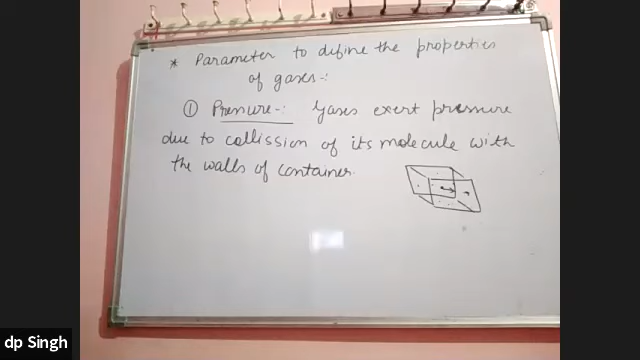 * Parameter to define the properties
of gases-:
① Pressure-: Gases exert pressure
due to collission of its molecule with
the walls of container.
dp Singh